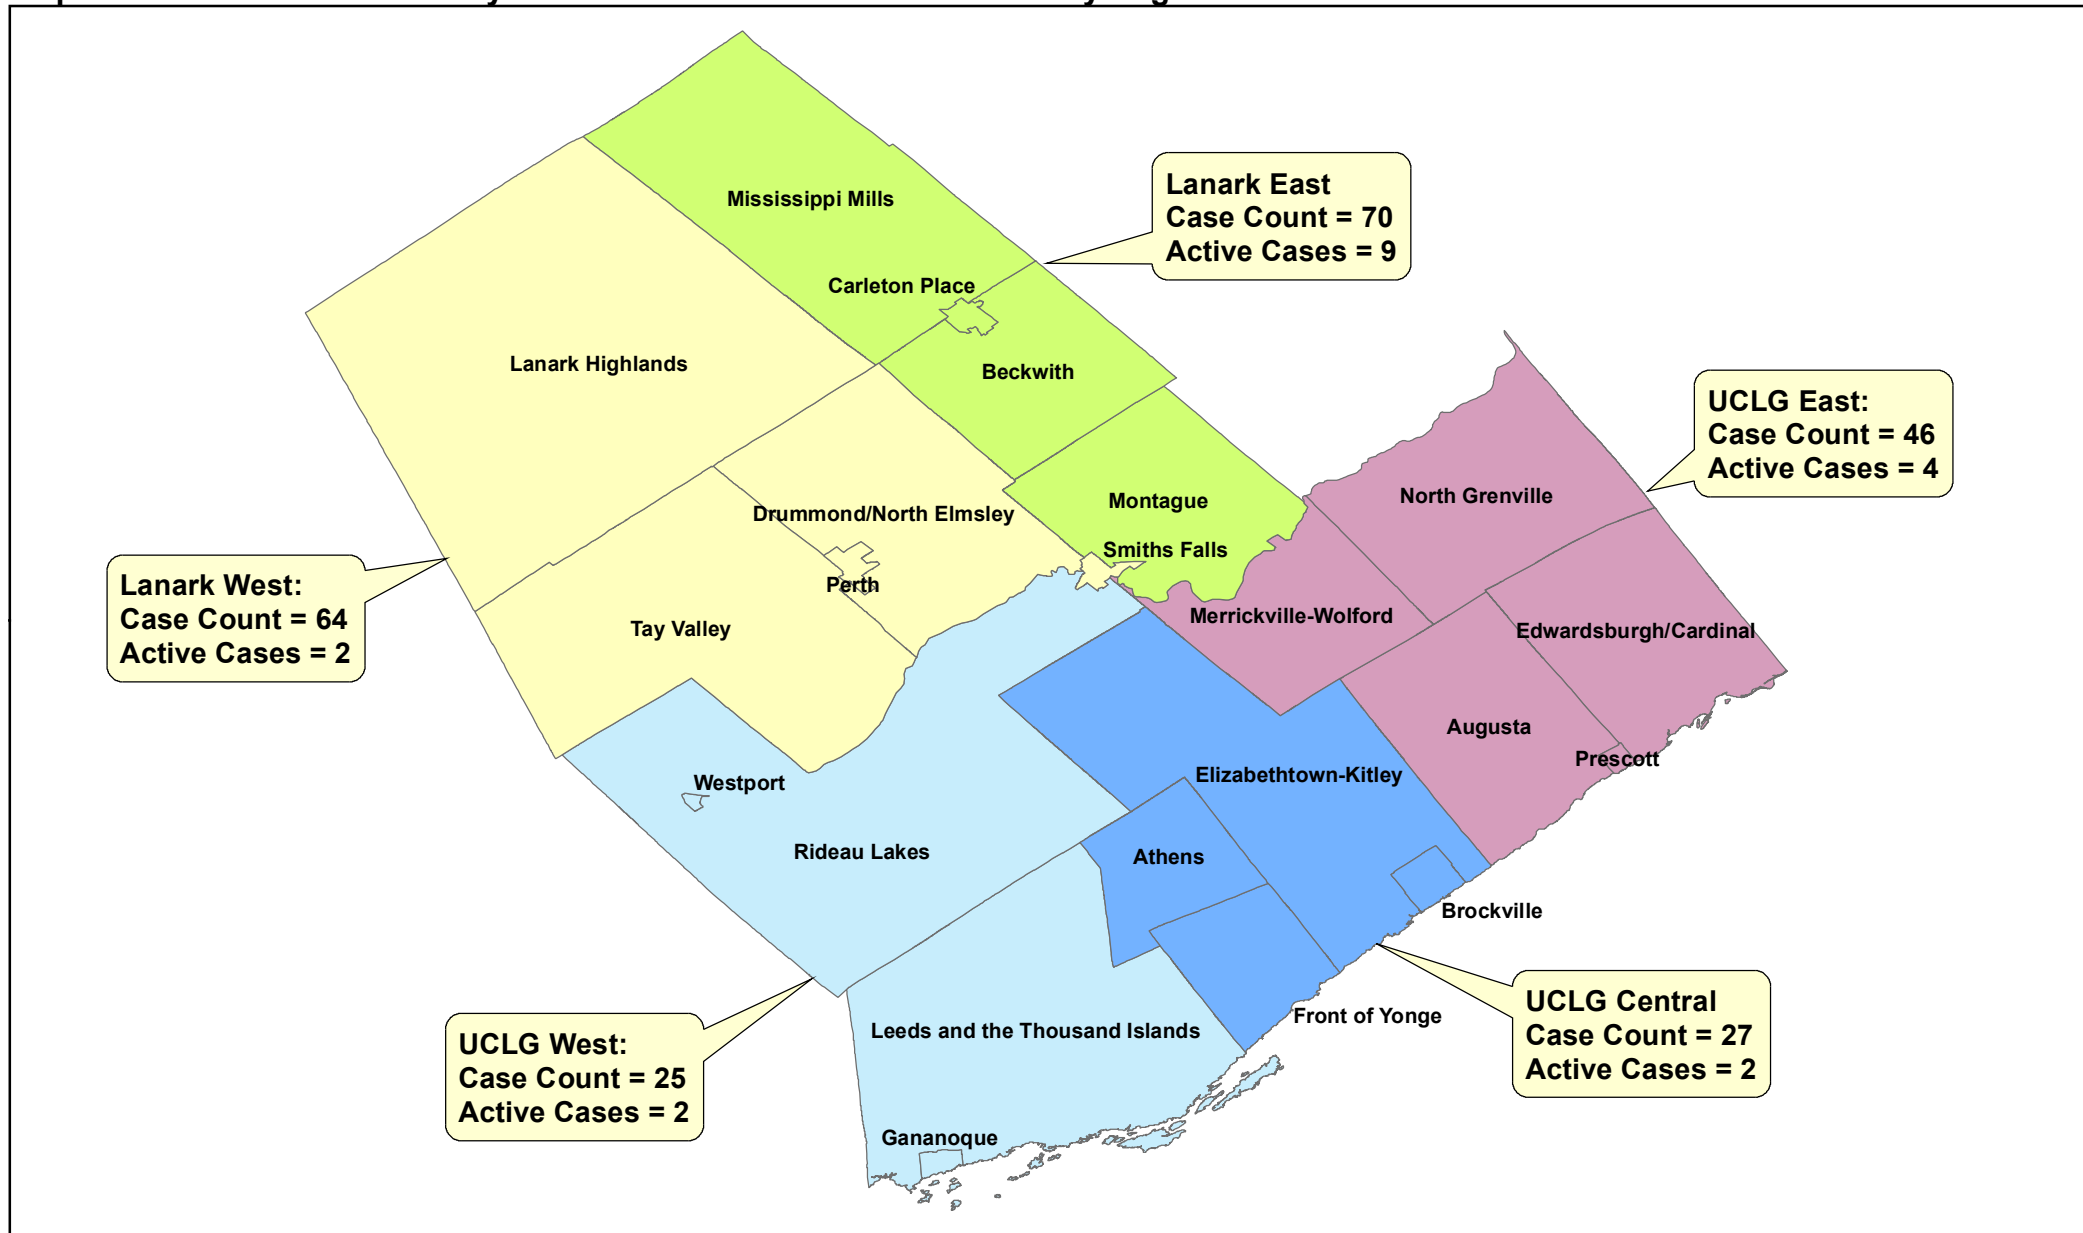 Mississippi Mills
Lanark East
Case Count = 70
Active Cases = 9
Carleton Place
Lanark Highlands
Beckwith
UCLG East:
Case Count = 46
Active Cases = 4
Montague
North Grenville
Drummond/North Elmsley
Smiths Falls
Perth
Lanark West:
Case Count = 64
Active Cases = 2
Tay Valley
Merrickville-Wolford
Edwardsburgh/Cardinal
Augusta
Prescott
Westport
Elizabethtown-Kitley
Rideau Lakes
Athens
Brockville
Front of Yonge
UCLG Central
Case Count = 27
Active Cases = 2
Leeds and the Thousand Islands
UCLG West:
Case Count = 25
Active Cases = 2
Gananoque